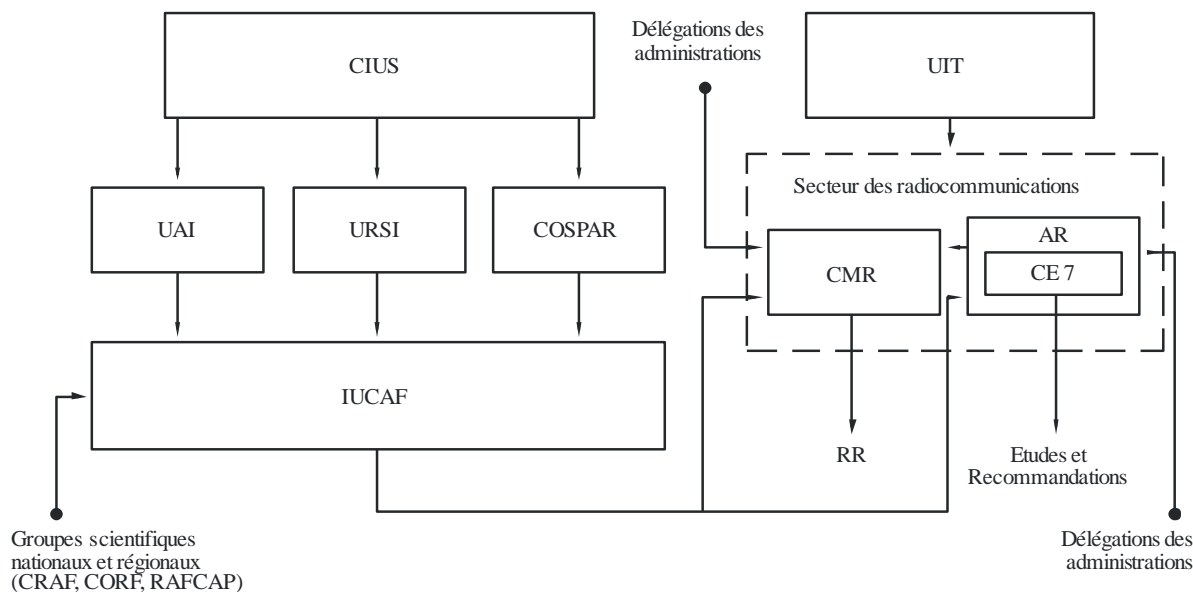 Délégations des
administrations
CIUS
UIT
Secteur des radiocommunications
UAI
URSI
COSPAR
AR
CE 7
CMR
IUCAF
RR
Etudes et
Recommandations
Groupes scientifiques
nationaux et régionaux
(CRAF, CORF, RAFCAP)
Délégations des
administrations